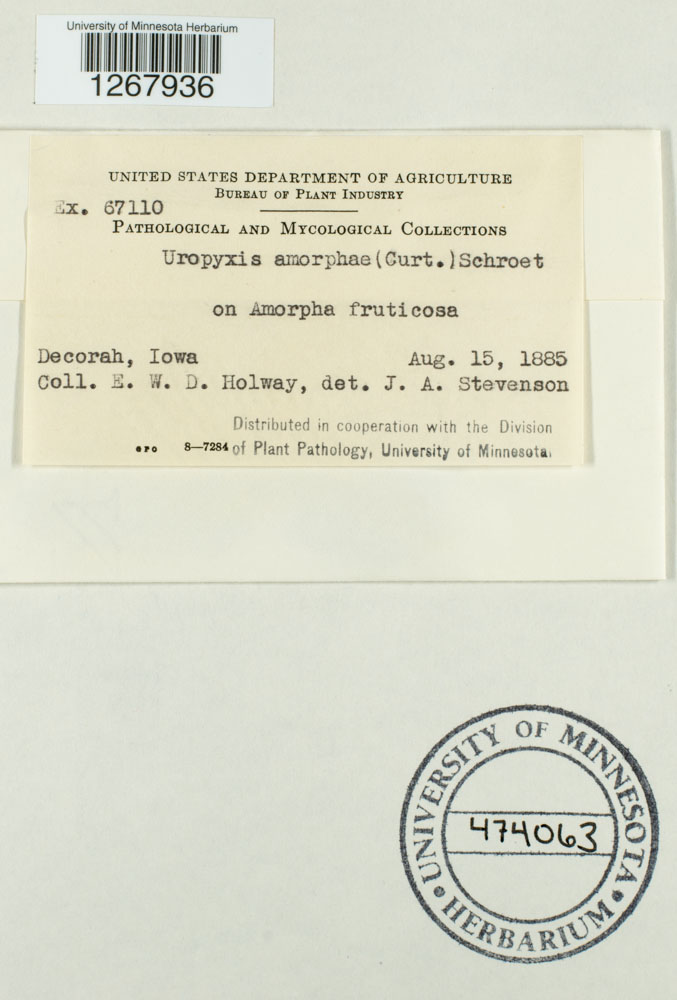 University of Minnesota Herbarium
1267936
UNITED STATES DEPARTMENT OF AGRICULTURE
BUREAU OF PLANT INDUSTRY
Ex. 67110
PATHOLOGICAL AND MYCOLOGICAL COLLECTIONS
Uropyxis amorphae(Curt.)Schroet
on Amorpha fruticosa
Decorah, Iowa Aug. 15, 1885
Coll. E. W. D. Holway, det. J. A. Stevenson
Distributed in cooperation with the Division
GPO 8—7284 of Plant Pathology, University of Minnesota.
UNIVERSITY OF MINNESOTA
474063
• HERBARIUM •